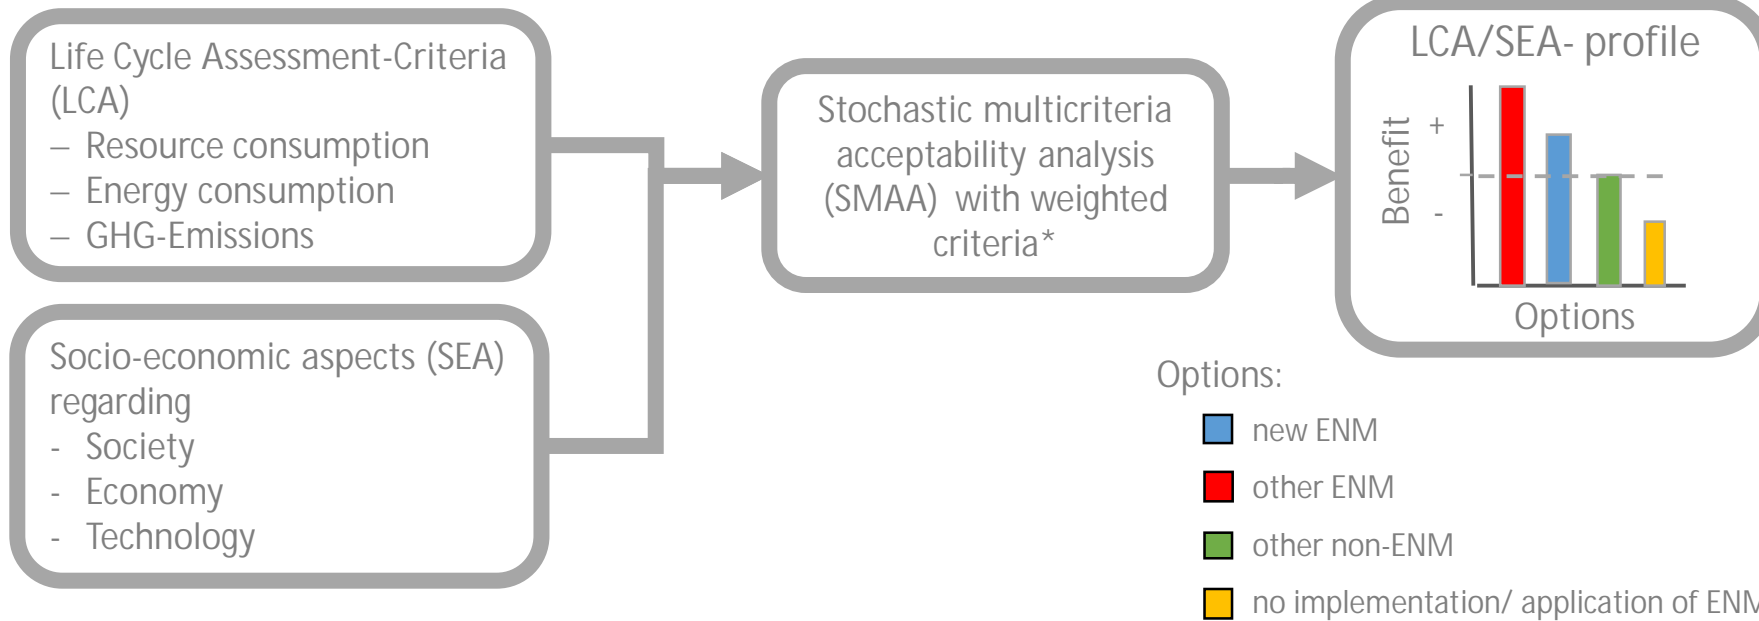 Life Cycle Assessment-Criteria
(LCA)
– Resource consumption
– Energy consumption
– GHG-Emissions
Socio-economic aspects (SEA)
regarding
- Society
- Economy
- Technology
Stochastic multicriteria
acceptability analysis
(SMAA) with weighted
criteria*
LCA/SEA- profile
Benefit
+
-
Options
Options:
new ENM
other ENM
other non-ENM
no implementation/ application of ENM